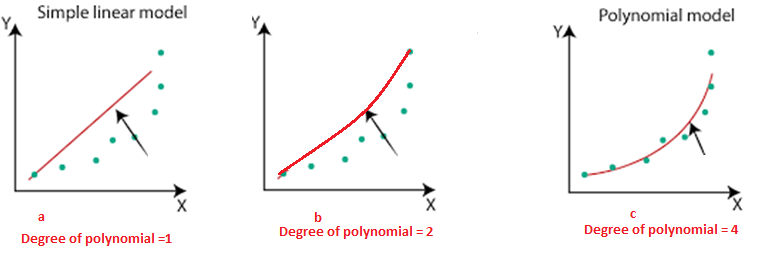 Simple linear model
Y
X
a
Degree of polynomial =1
Y
X
b
Degree of polynomial = 2
Polynomial model
Y
X
c
Degree of polynomial = 4